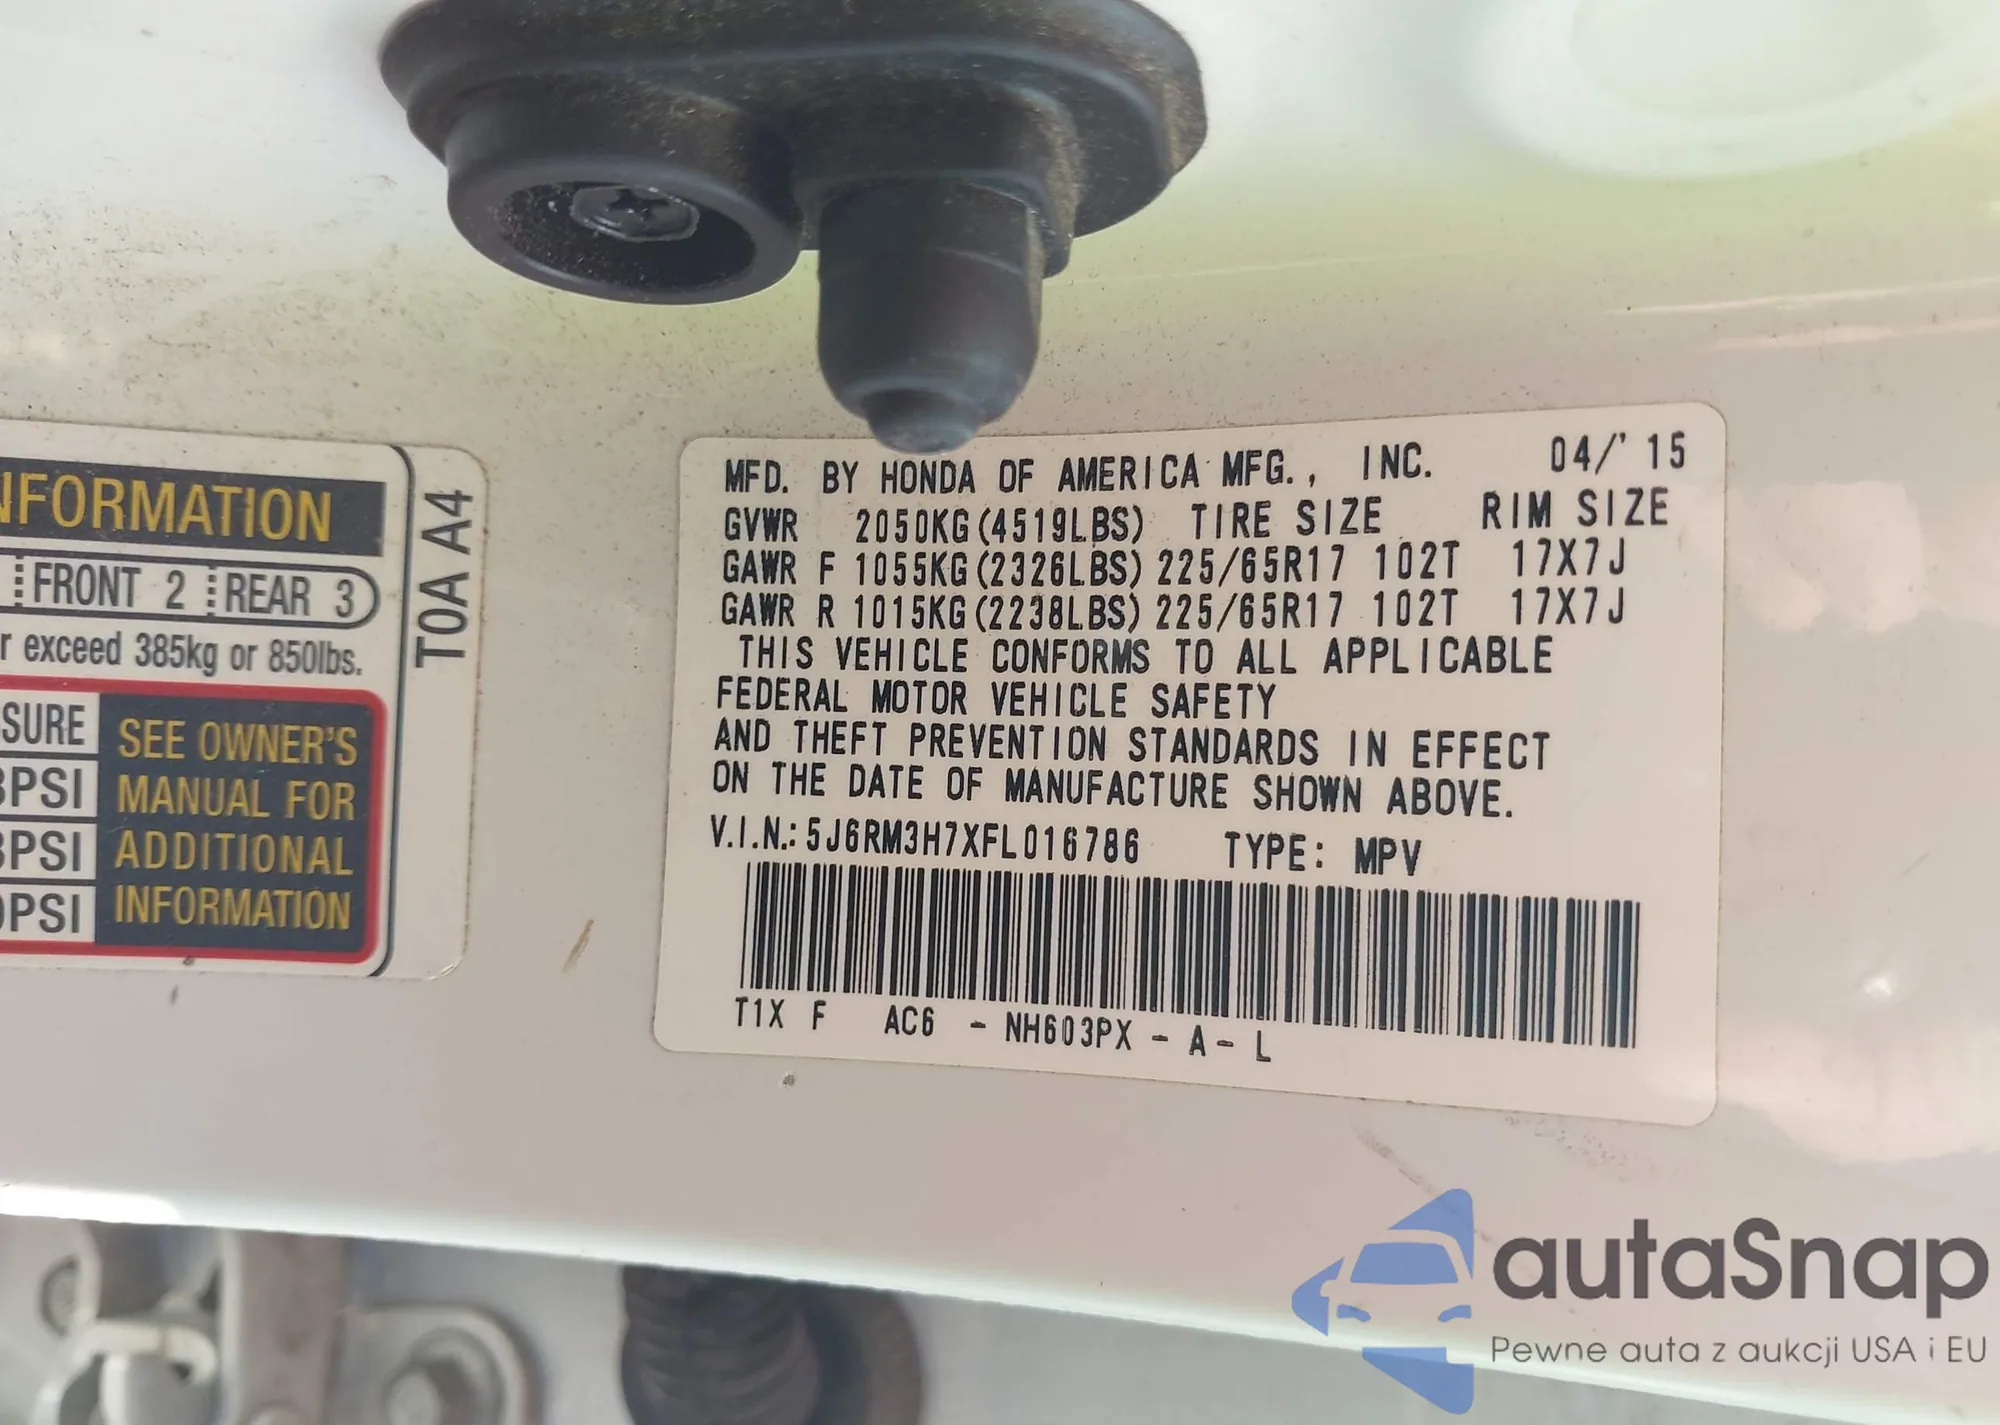 NFORMATION
FRONT 2 REAR 3
r exceed 385kg or 850lbs.
SURE
PSI
PSI
PSI
SEE OWNER'S
MANUAL FOR
ADDITIONAL
INFORMATION
T0A A4
MFD. BY HONDA OF AMERICA MFG., INC. 04/'15
GVWR 2050KG(4519LBS) TIRE SIZE RIM SIZE
GAWR F 1055KG(2326LBS) 225/65R17 102T 17X7J
GAWR R 1015KG(2238LBS) 225/65R17 102T 17X7J
THIS VEHICLE CONFORMS TO ALL APPLICABLE
FEDERAL MOTOR VEHICLE SAFETY
AND THEFT PREVENTION STANDARDS IN EFFECT
ON THE DATE OF MANUFACTURE SHOWN ABOVE.
V.I.N.: 5J6RM3H7XFL016786 TYPE: MPV
T1X F AC6 - NH603PX - A - L
autaSnap
Pewne auta z aukcji USA i EU